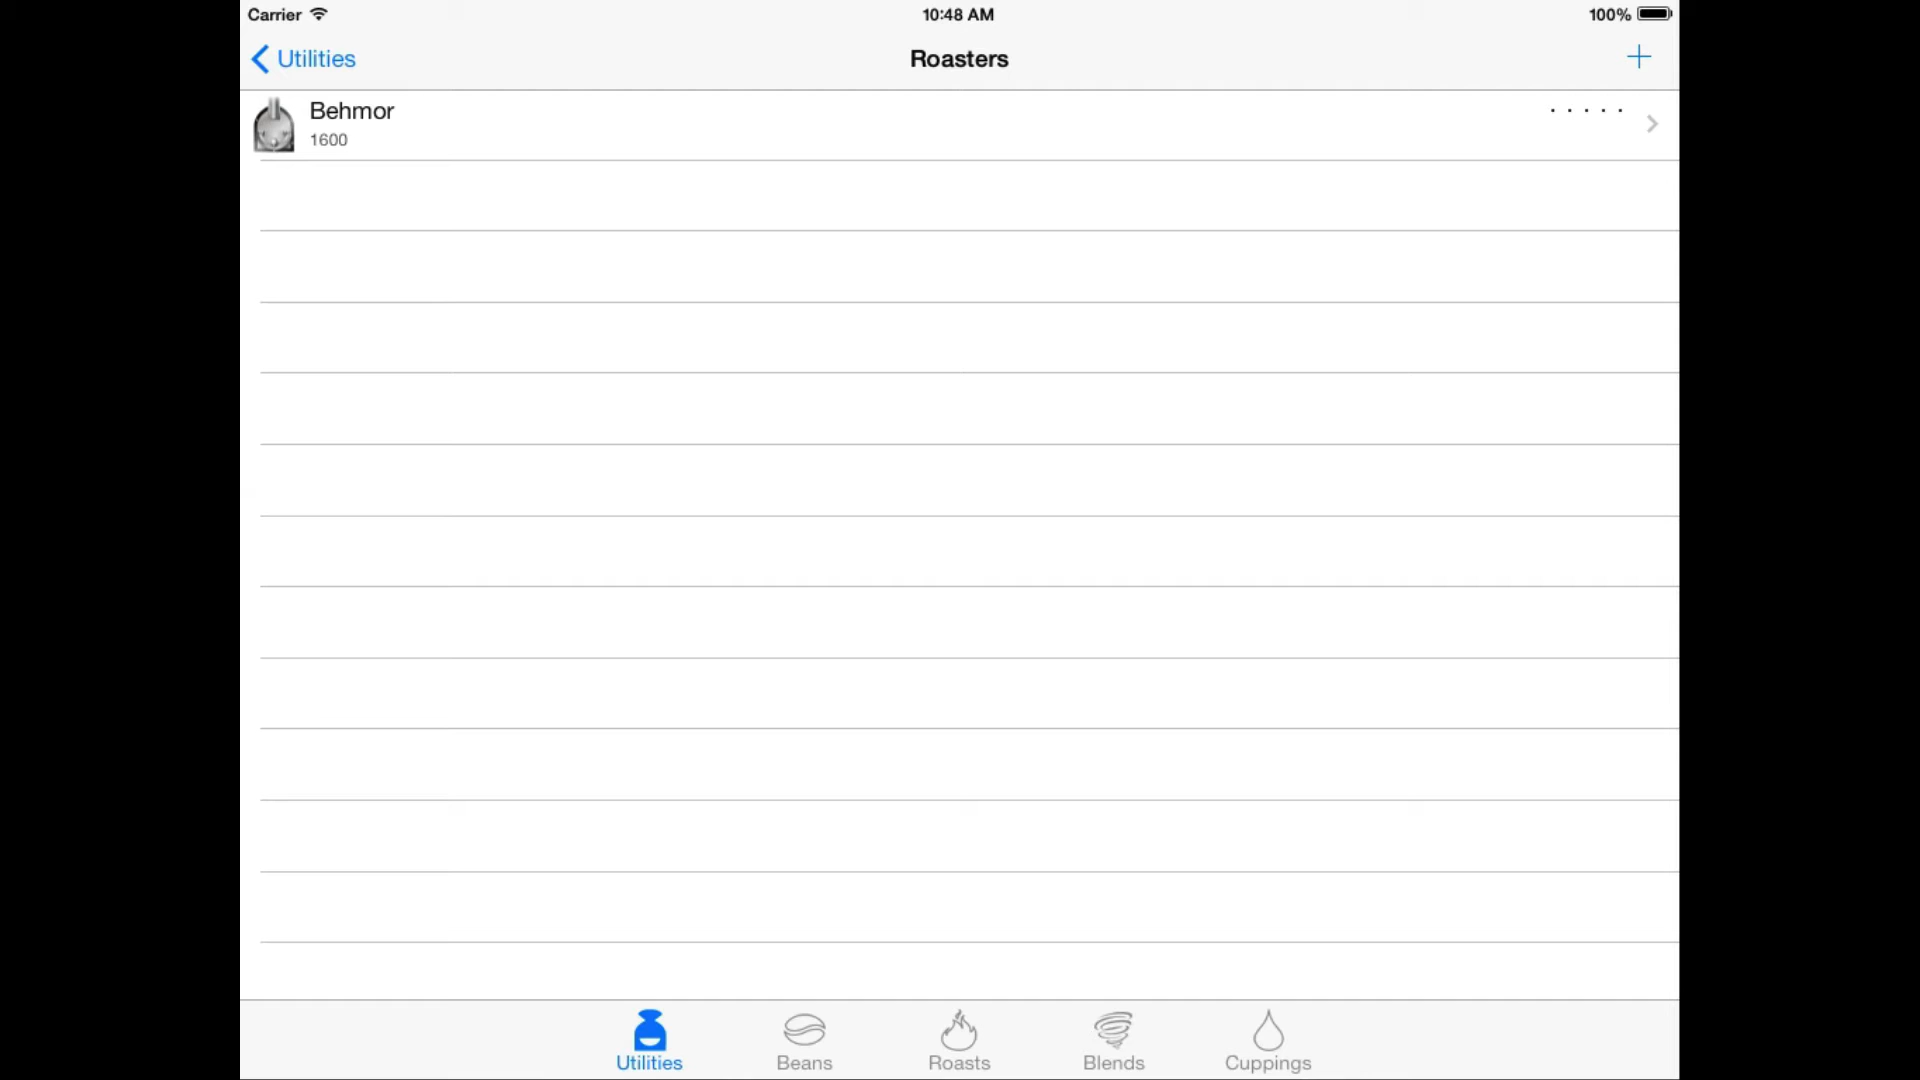 Carrier
10:48 AM
100%
Utilities
Roasters
Behmor
1600
Utilities
Beans
Roasts
Blends
Cuppings